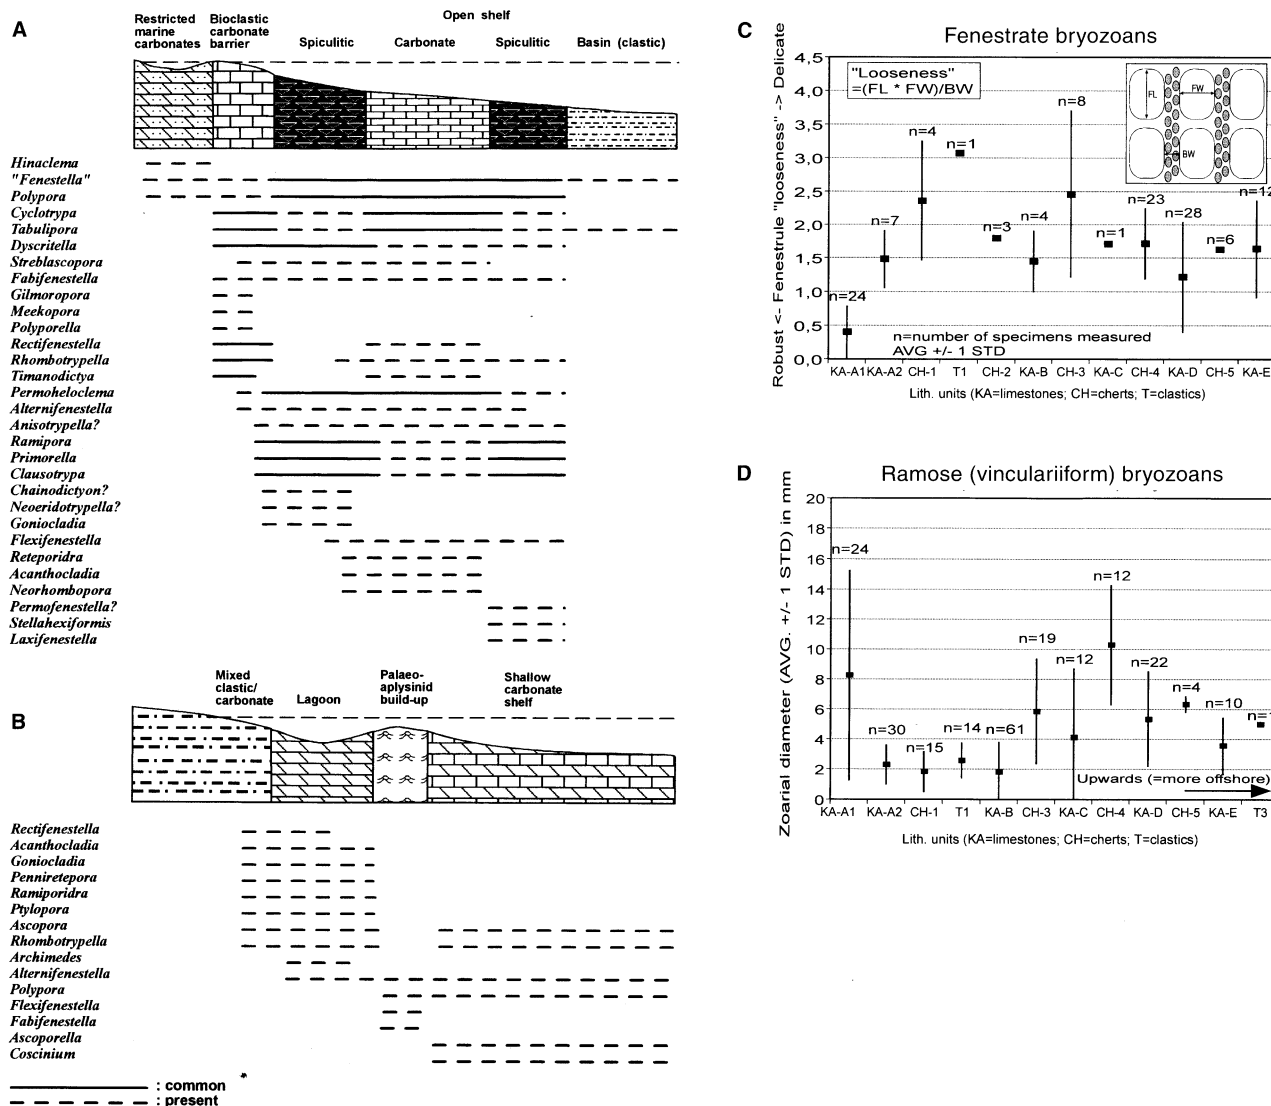 A
Restricted
marine
carbonates
Bioclastic
carbonate
barrier
Open shelf
Spiculitic
Carbonate
Spiculitic
Basin (clastic)
Hinaclema
"Fenestella"
Polypora
Cyclotrypa
Tabulipora
Dyscritella
Streblascopora
Fabifenestella
Gilmoropora
Meekopora
Polyporella
Rectifenestella
Rhombotrypella
Timanodictya
Permoheloclema
Alternifenestella
Anisotrypella?
Ramipora
Primorella
Clausotrypa
Chainodictyon?
Neoeridotrypella?
Goniocladia
Flexifenestella
Reteporidra
Acanthocladia
Neorhombopora
Permofenestella?
Stellahexiformis
Laxifenestella
B
Mixed
clastic/
carbonate
Lagoon
Palaeo-
aplysinid
build-up
Shallow
carbonate
shelf
Rectifenestella
Acanthocladia
Goniocladia
Penniretepora
Ramiporidra
Ptylopora
Ascopora
Rhombotrypella
Archimedes
Alternifenestella
Polypora
Flexifenestella
Fabifenestella
Ascoporella
Coscinium
: common
: present
C
Fenestrate bryozoans
Robust <- Fenestrule "looseness" -> Delicate
4,5
4,0
3,5
3,0
2,5
2,0
1,5
1,0
0,5
0,0
"Looseness"
=(FL * FW)/BW
FL
FW
BW
n=24
n=7
n=4
n=1
n=3
n=4
n=8
n=1
n=23
n=28
n=6
n=12
n=number of specimens measured
AVG +/- 1 STD
KA-A1 KA-A2 CH-1 T1 CH-2 KA-B CH-3 KA-C CH-4 KA-D CH-5 KA-E
Lith. units (KA=limestones; CH=cherts; T=clastics)
D
Ramose (vinculariiform) bryozoans
Zoarial diameter (AVG. +/- 1 STD) in mm
20
18
16
14
12
10
8
6
4
2
0
n=24
n=30
n=15
n=14
n=61
n=19
n=12
n=12
n=22
n=4
n=10
Upwards (=more offshore)
KA-A1 KA-A2 CH-1 T1 KA-B CH-3 KA-C CH-4 KA-D CH-5 KA-E T3
Lith. units (KA=limestones; CH=cherts; T=clastics)